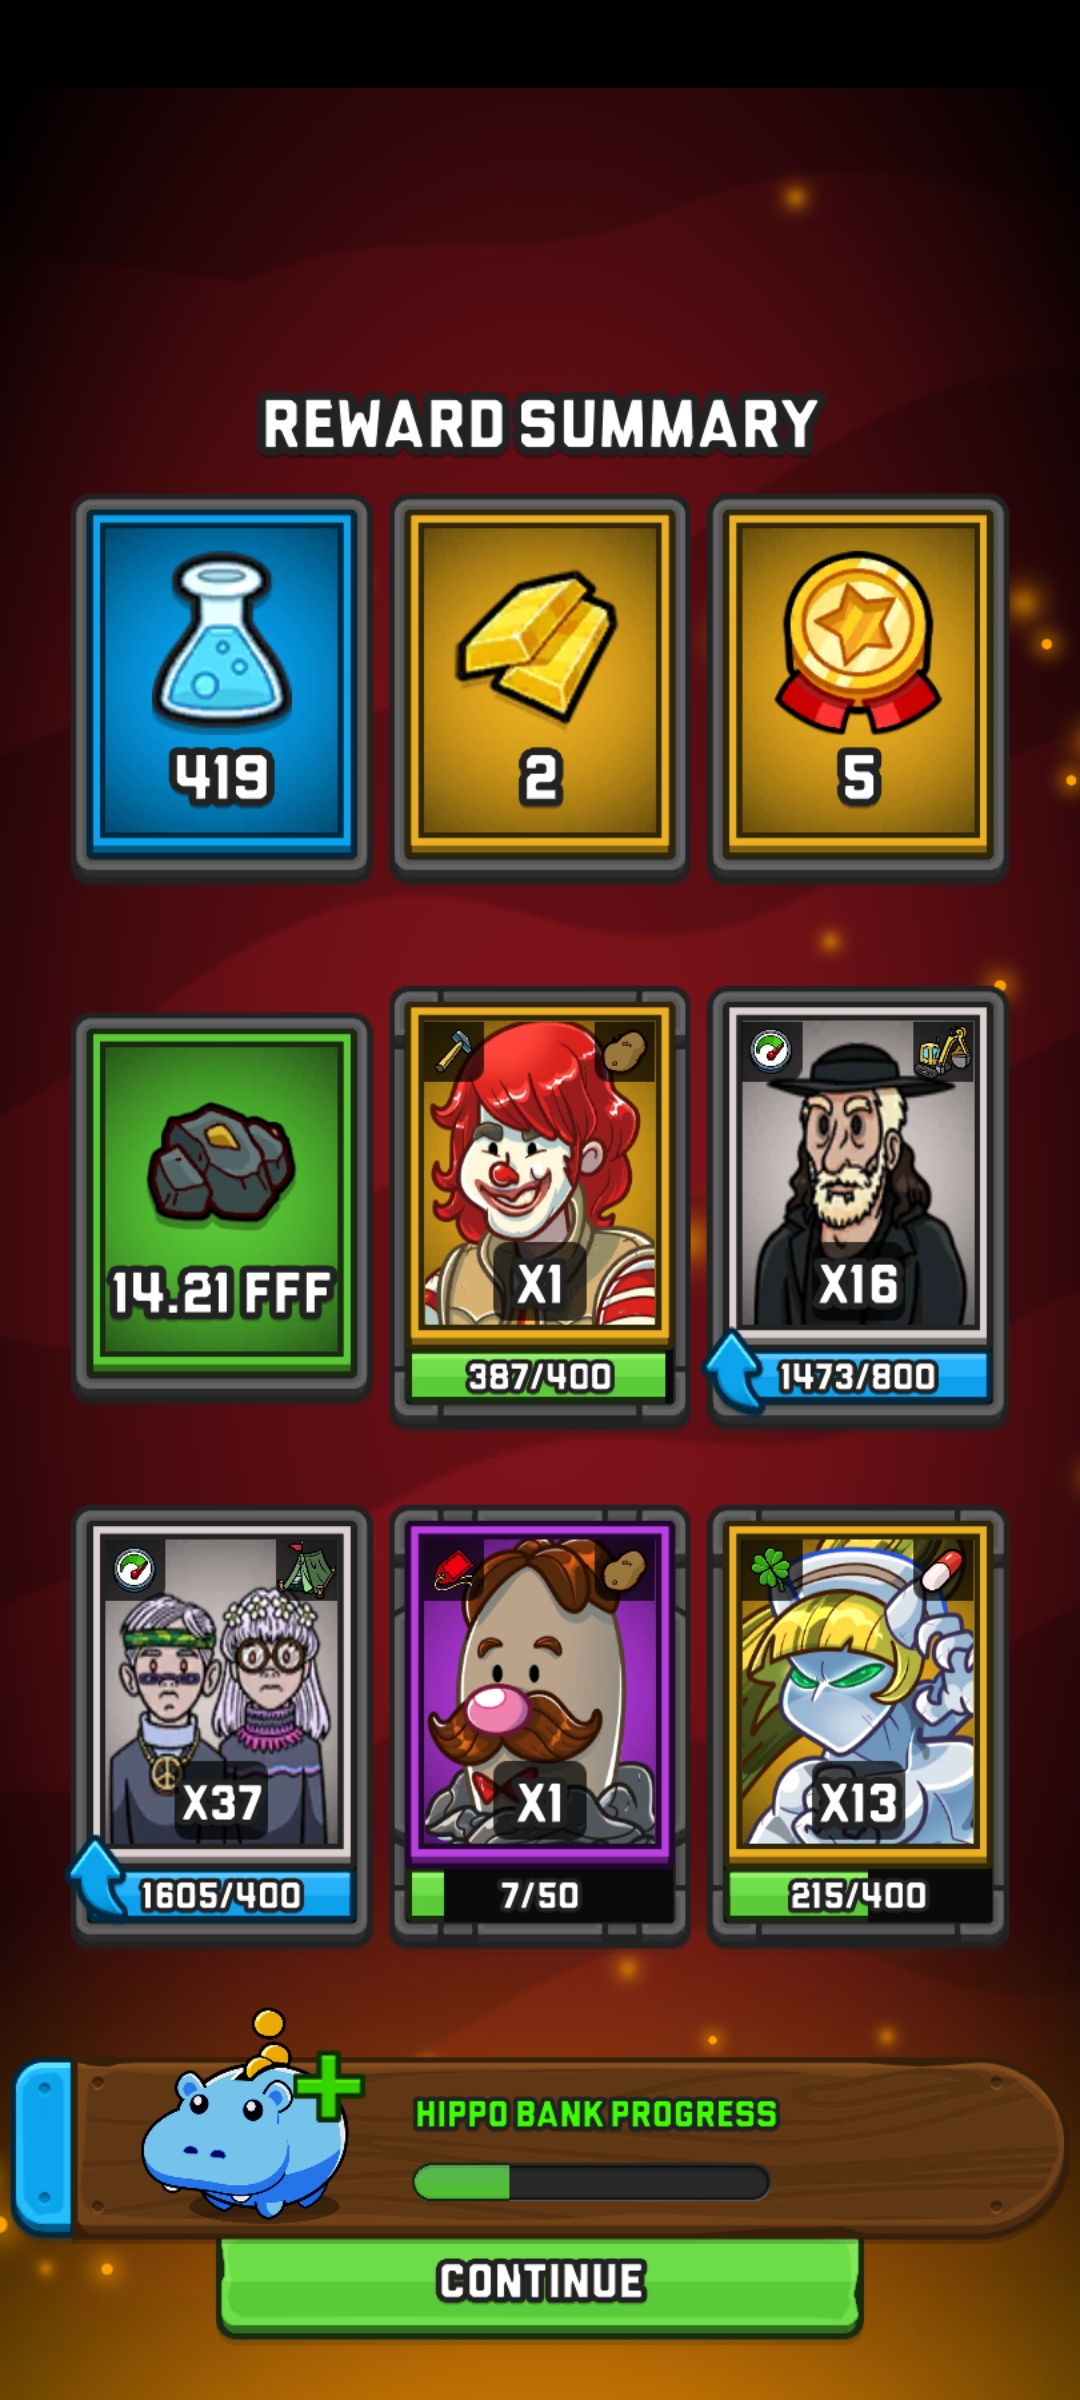 REWARD SUMMARY
419
2
5
14.21 FFF
X1
387/400
X16
1473/800
X37
1605/400
X1
7/50
X13
215/400
HIPPO BANK PROGRESS
CONTINUE